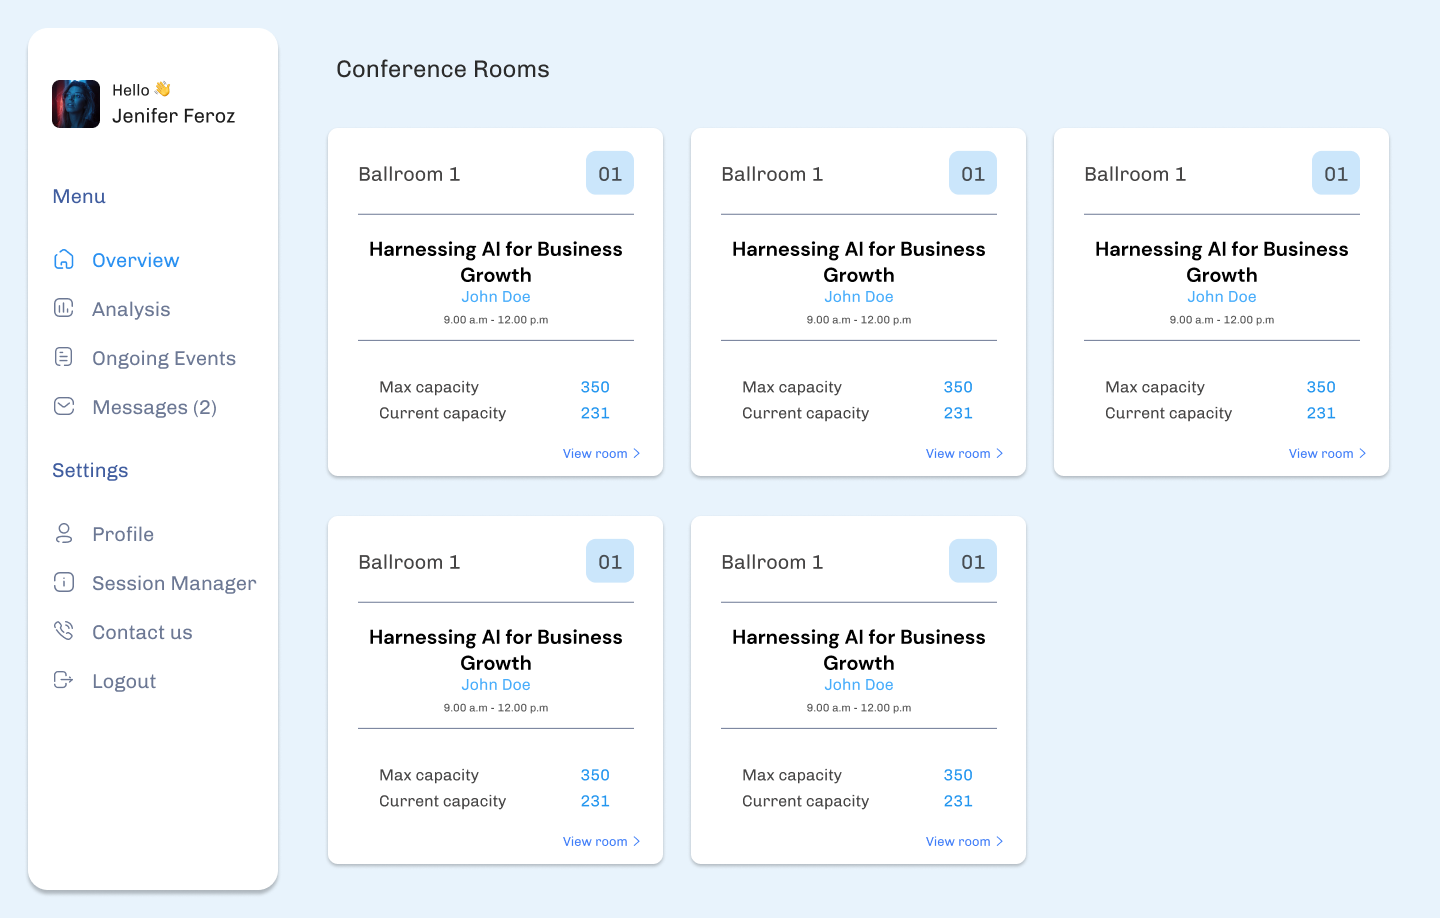 Hello 👋
Jenifer Feroz
Menu
Overview
Analysis
Ongoing Events
Messages (2)
Settings
Profile
Session Manager
Contact us
Logout
Conference Rooms
Ballroom 1
01
Harnessing AI for Business
Growth
John Doe
9.00 a.m - 12.00 p.m
Max capacity 350
Current capacity 231
View room >
Ballroom 1
01
Harnessing AI for Business
Growth
John Doe
9.00 a.m - 12.00 p.m
Max capacity 350
Current capacity 231
View room >
Ballroom 1
01
Harnessing AI for Business
Growth
John Doe
9.00 a.m - 12.00 p.m
Max capacity 350
Current capacity 231
View room >
Ballroom 1
01
Harnessing AI for Business
Growth
John Doe
9.00 a.m - 12.00 p.m
Max capacity 350
Current capacity 231
View room >
Ballroom 1
01
Harnessing AI for Business
Growth
John Doe
9.00 a.m - 12.00 p.m
Max capacity 350
Current capacity 231
View room >